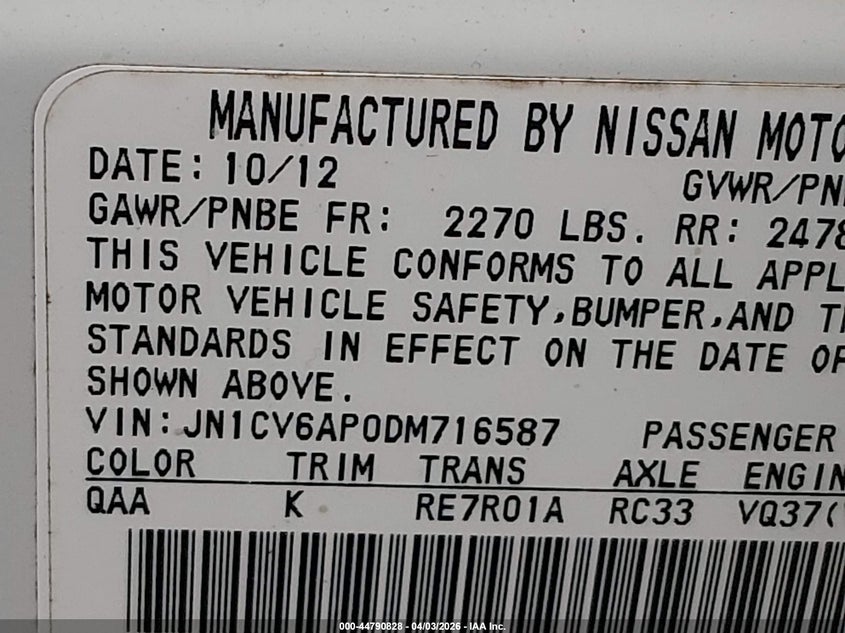 MANUFACTURED BY NISSAN MOTO
DATE: 10/12
GVWR/PN
GAWR/PNBE FR: 2270 LBS. RR: 2478
THIS VEHICLE CONFORMS TO ALL APPL
MOTOR VEHICLE SAFETY,BUMPER,AND T
STANDARDS IN EFFECT ON THE DATE OF
SHOWN ABOVE.
VIN:JN1CV6AP0DM716587 PASSENGER
COLOR TRIM TRANS AXLE ENGIN
QAA K RE7R01A RC33 VQ37(
000-44790828 - 04/03/2026 - IAA Inc.